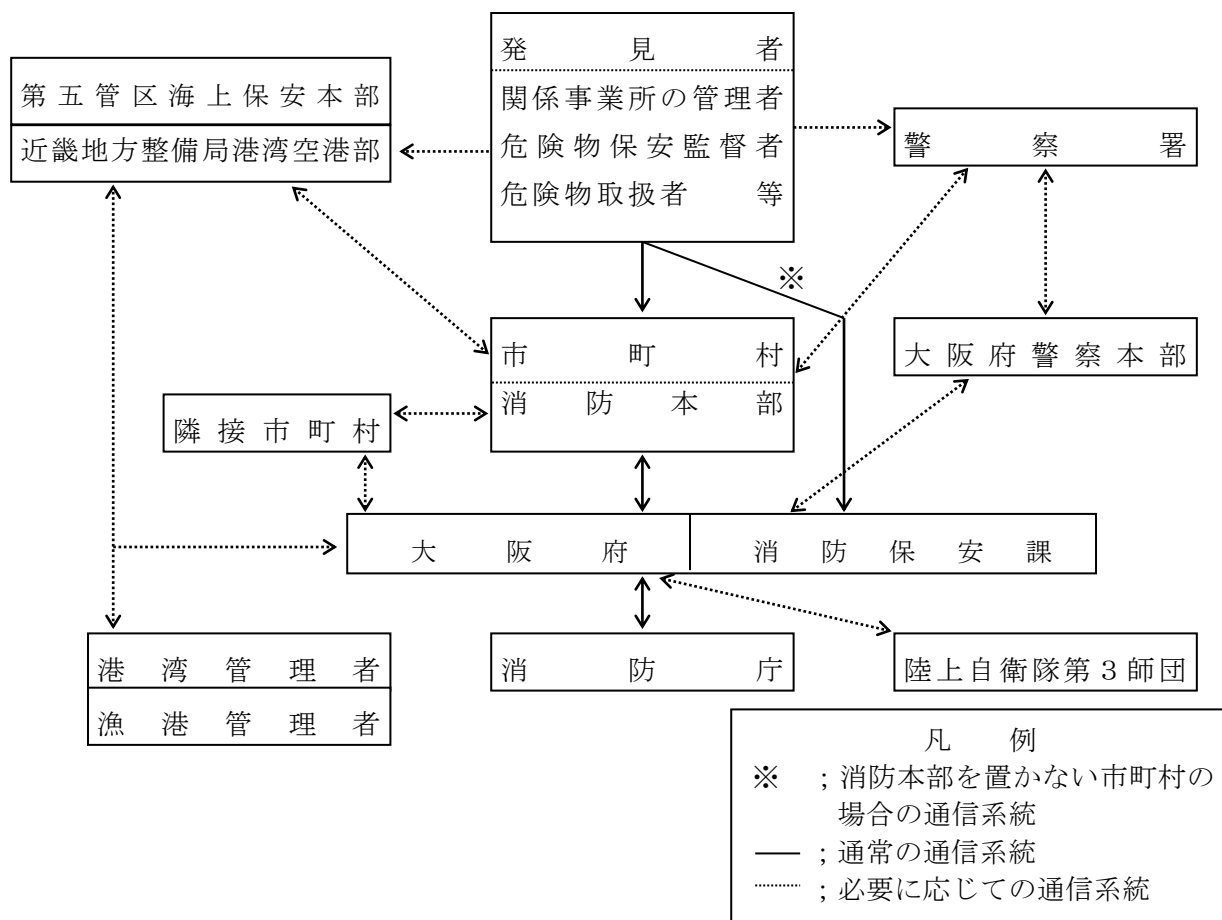 発見者
関係事業所の管理者
危険物保安監督者
危険物取扱者 等
第五管区海上保安本部
近畿地方整備局港湾空港部
警察署
※
市町村
消防本部
大阪府警察本部
隣接市町村
大阪府 消防保安課
港湾管理者
漁港管理者
消防庁
陸上自衛隊第3師団
凡 例
※ ;消防本部を置かない市町村の
場合の通信系統
;通常の通信系統
;必要に応じての通信系統